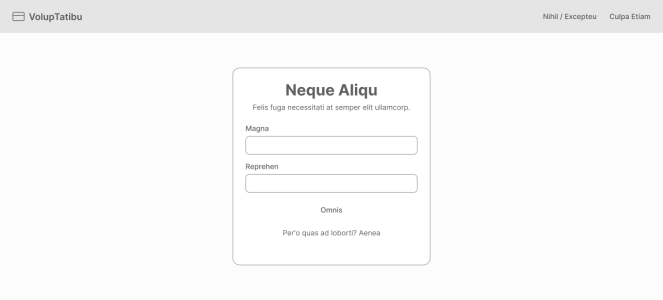 VolupTatibu
Nihil / Excepteu
Culpa Etiam
Neque Aliqu
Felis fuga necessitati at semper elit ullamcorp.
Magna
Reprehen
Omnis
Per'o quas ad loborti? Aenea